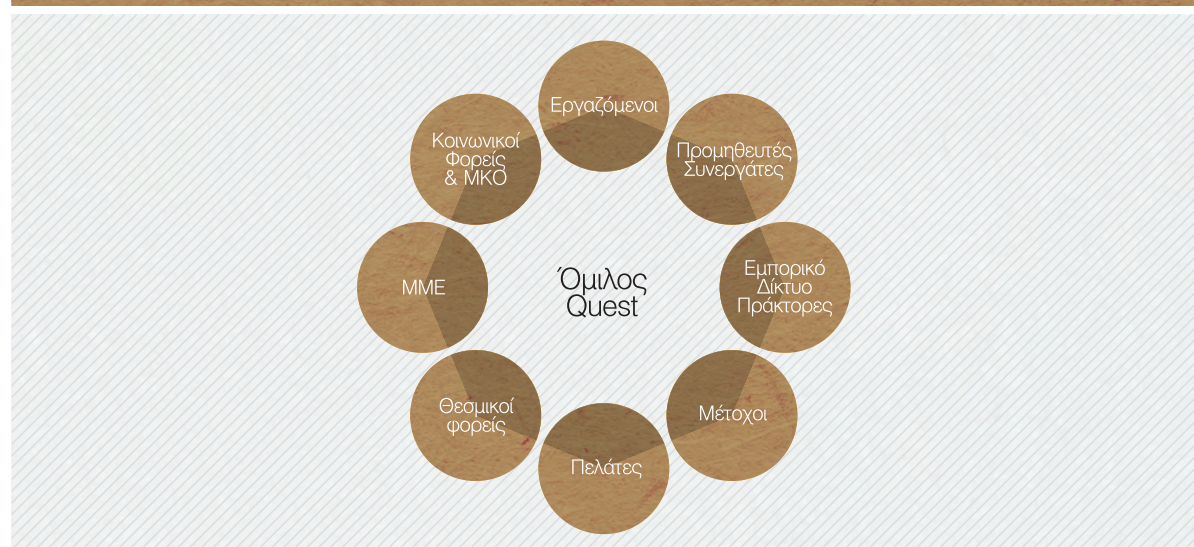 Εργαζόμενοι
Προμηθευτές
Συνεργάτες
Εμπορικό
Δίκτυο
Πράκτορες
Μέτοχοι
Πελάτες
Θεσμικοί
φορείς
ΜΜΕ
Κοινωνικοί
Φορείς
& ΜΚΟ
Όμιλος
Quest